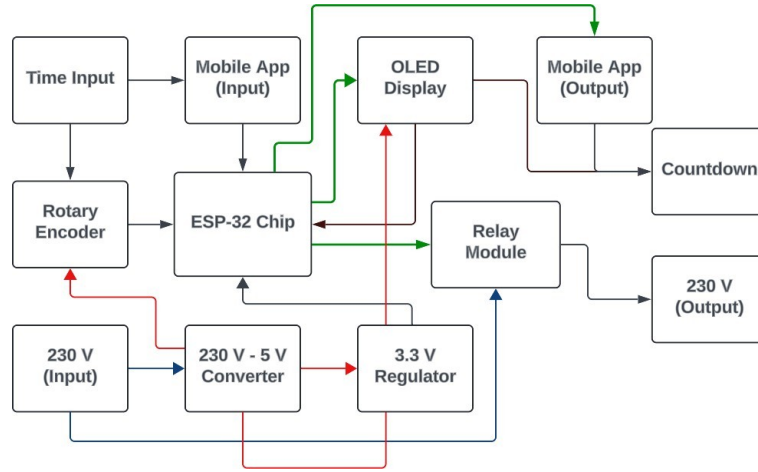 Time Input
Mobile App
(Input)
OLED
Display
Mobile App
(Output)
Countdown
Rotary
Encoder
ESP-32 Chip
Relay
Module
230 V
(Output)
230 V
(Input)
230 V - 5 V
Converter
3.3 V
Regulator